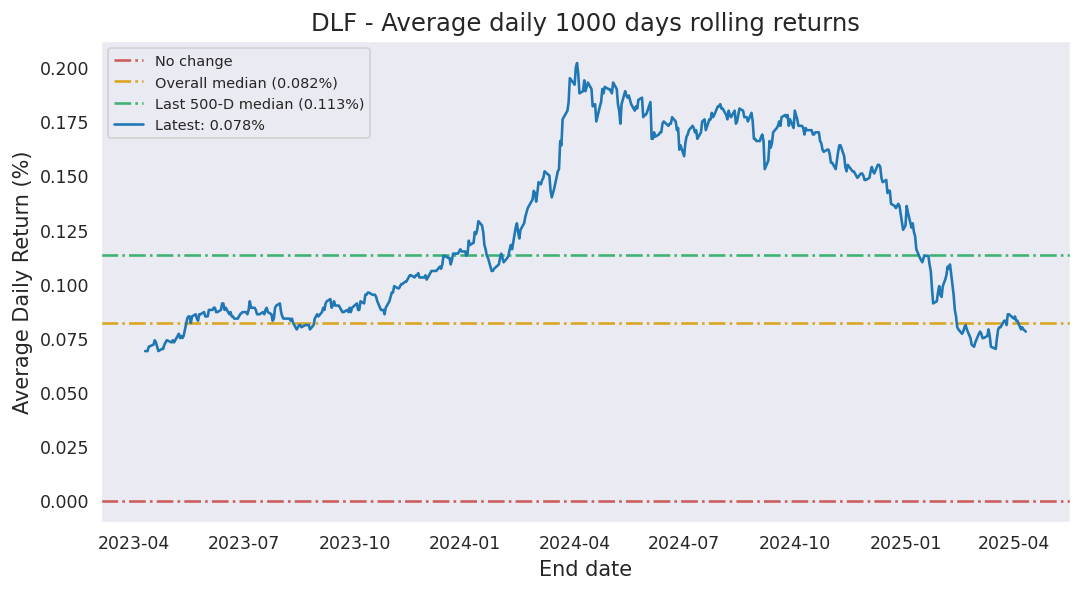 DLF - Average daily 1000 days rolling returns
No change
Overall median (0.082%)
Last 500-D median (0.113%)
Latest: 0.078%
Average Daily Return (%)
0.200
0.175
0.150
0.125
0.100
0.075
0.050
0.025
0.000
2023-04 2023-07 2023-10 2024-01 2024-04 2024-07 2024-10 2025-01 2025-04
End date